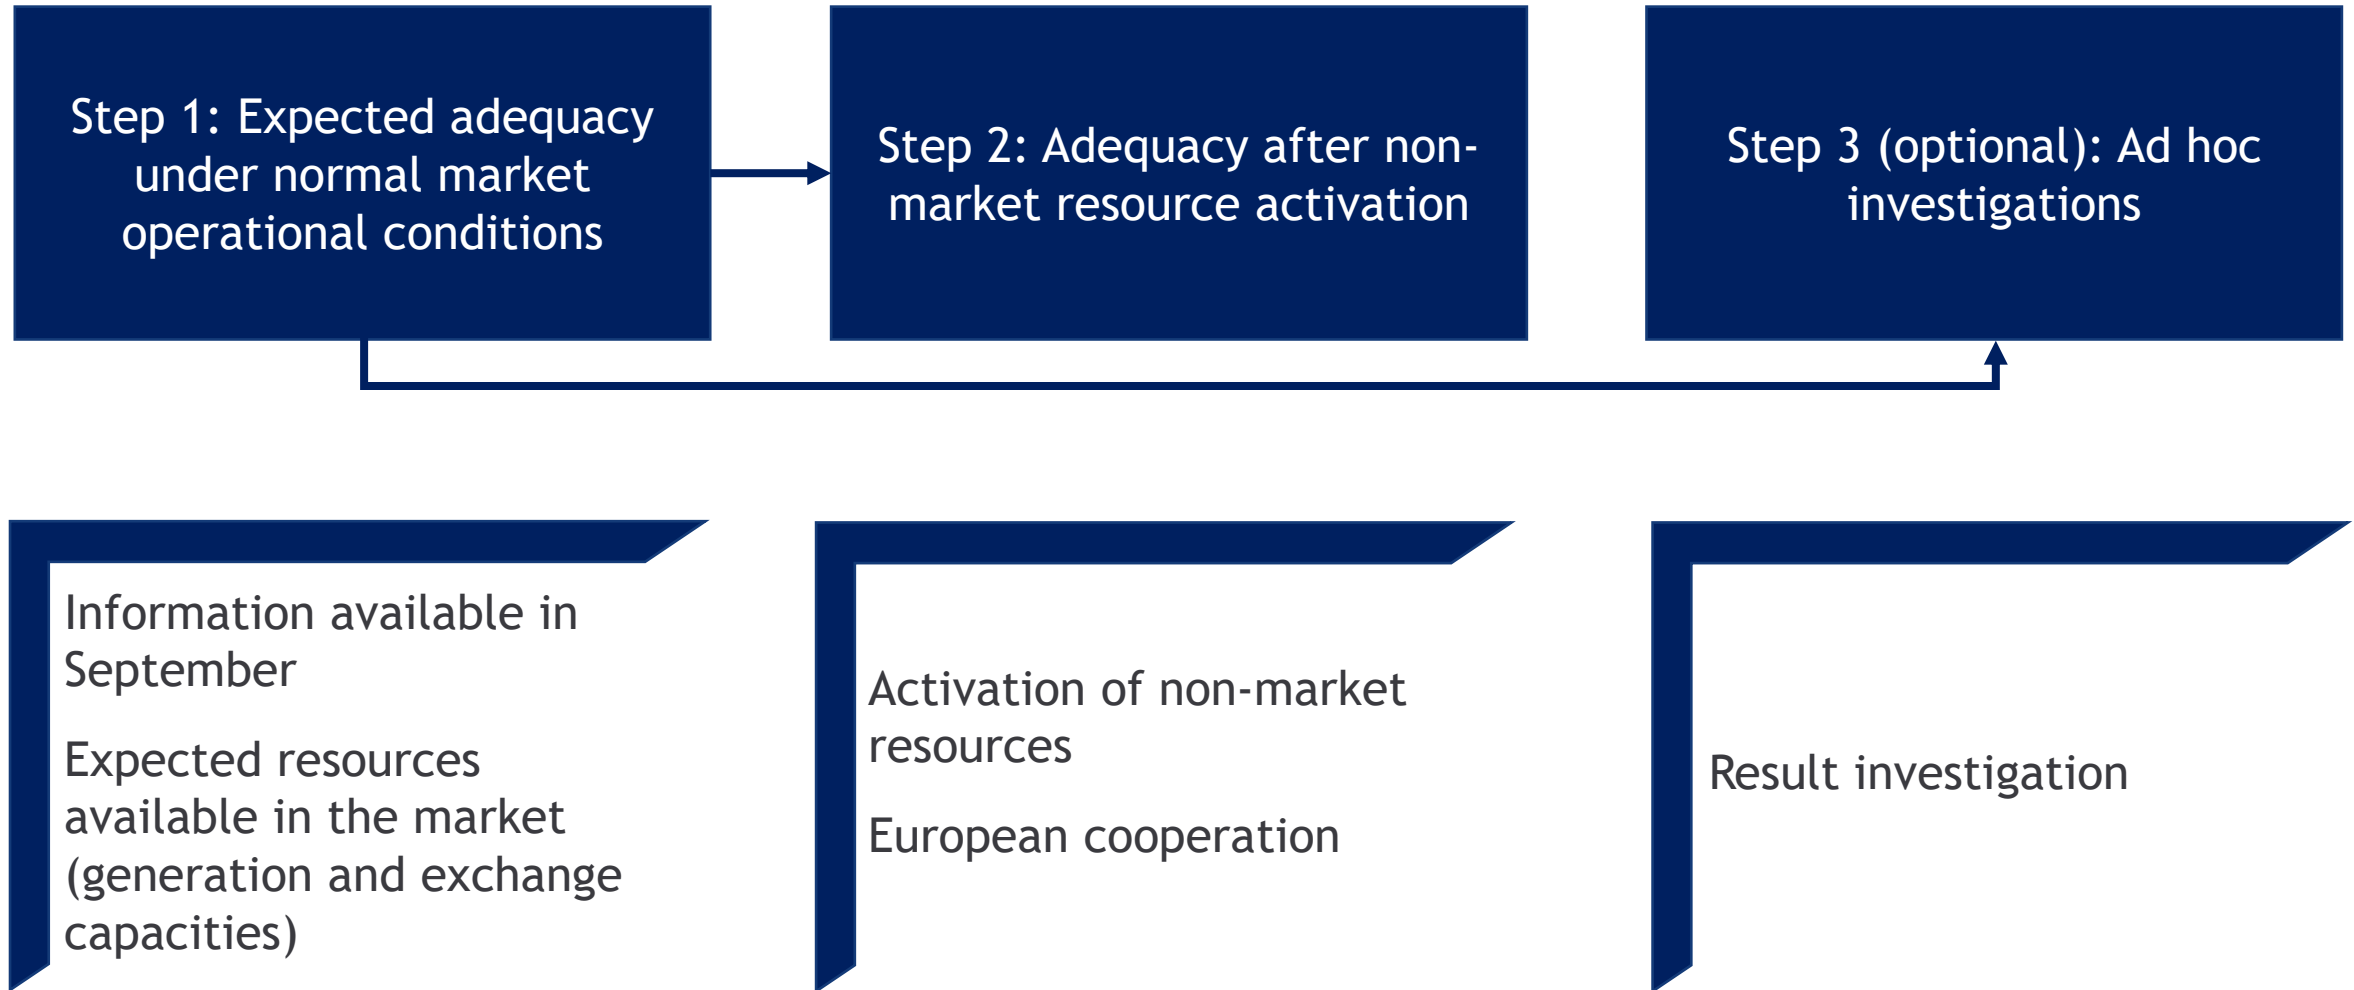 Step 1: Expected adequacy
under normal market
operational conditions
Step 2: Adequacy after non-
market resource activation
Step 3 (optional): Ad hoc
investigations
Information available in
September
Expected resources
available in the market
(generation and exchange
capacities)
Activation of non-market
resources
European cooperation
Result investigation